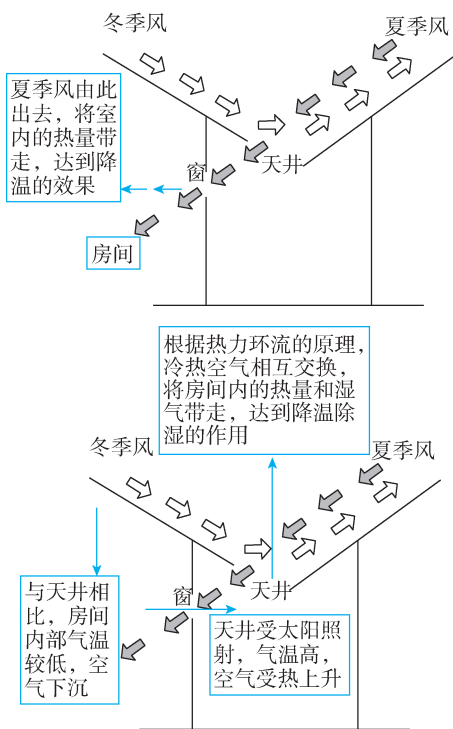 冬季风
夏季风
夏季风由此
出去，将室
内的热量带
走，达到降
温的效果
窗
天井
房间
根据热力环流的原理，
冷热空气相互交换，
将房间内的热量和湿
气带走，达到降温除
湿的作用
冬季风
夏季风
与天井相
比，房间
内部气温
较低，空
气下沉
窗
天井
天井受太阳照
射，气温高，
空气受热上升